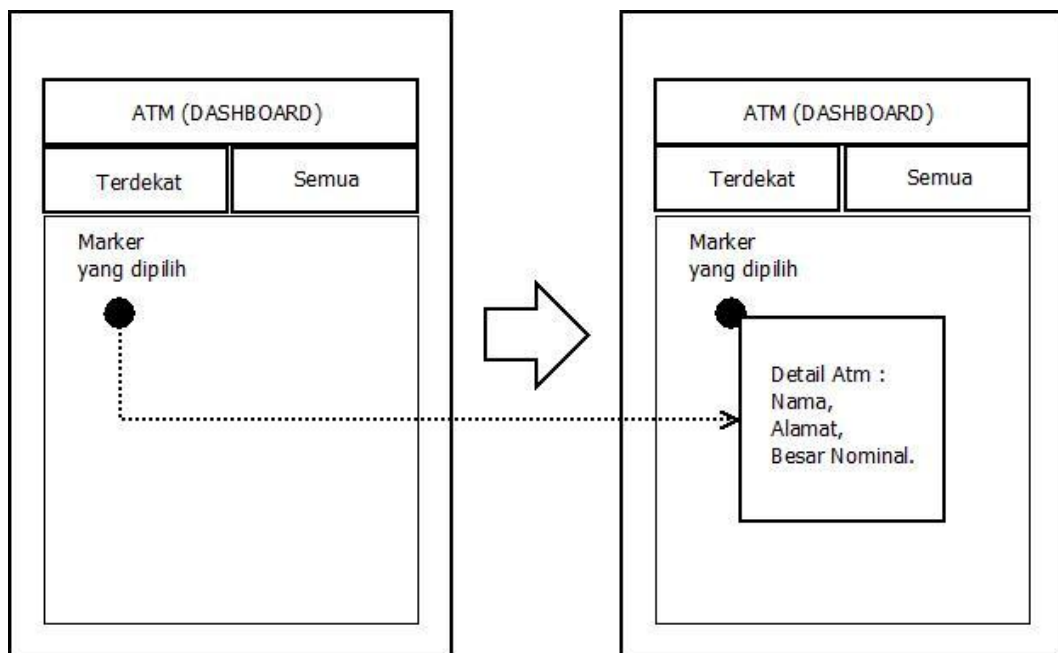 ATM (DASHBOARD)
Terdekat
Semua
Marker
yang dipilih
ATM (DASHBOARD)
Terdekat
Semua
Marker
yang dipilih
Detail Atm :
Nama,
Alamat,
Besar Nominal.